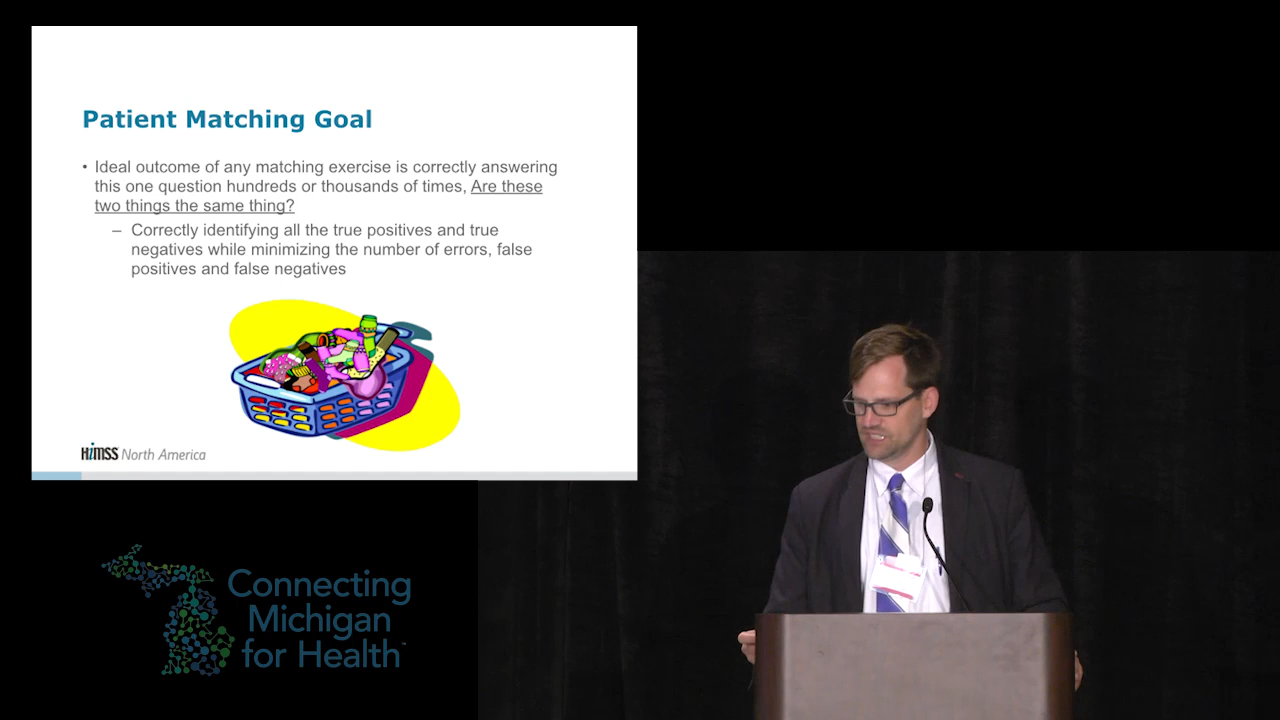 Patient Matching Goal
• Ideal outcome of any matching exercise is correctly answering
this one question hundreds or thousands of times, Are these
two things the same thing?
– Correctly identifying all the true positives and true
negatives while minimizing the number of errors, false
positives and false negatives
HiMSS North America
Connecting
Michigan
for Health™